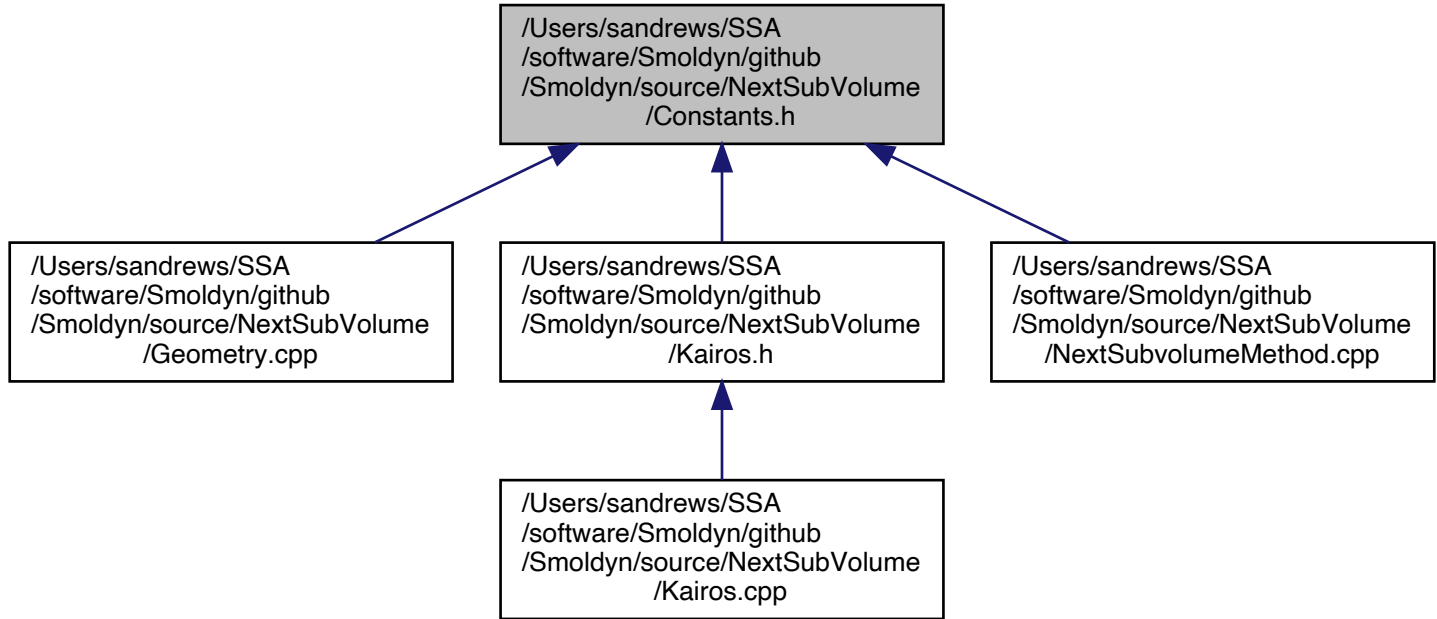 /Users/sandrews/SSA
/software/Smoldyn/github
/Smoldyn/source/NextSubVolume
/Constants.h
/Users/sandrews/SSA
/software/Smoldyn/github
/Smoldyn/source/NextSubVolume
/Geometry.cpp
/Users/sandrews/SSA
/software/Smoldyn/github
/Smoldyn/source/NextSubVolume
/Kairos.h
/Users/sandrews/SSA
/software/Smoldyn/github
/Smoldyn/source/NextSubVolume
/NextSubvolumeMethod.cpp
/Users/sandrews/SSA
/software/Smoldyn/github
/Smoldyn/source/NextSubVolume
/Kairos.cpp